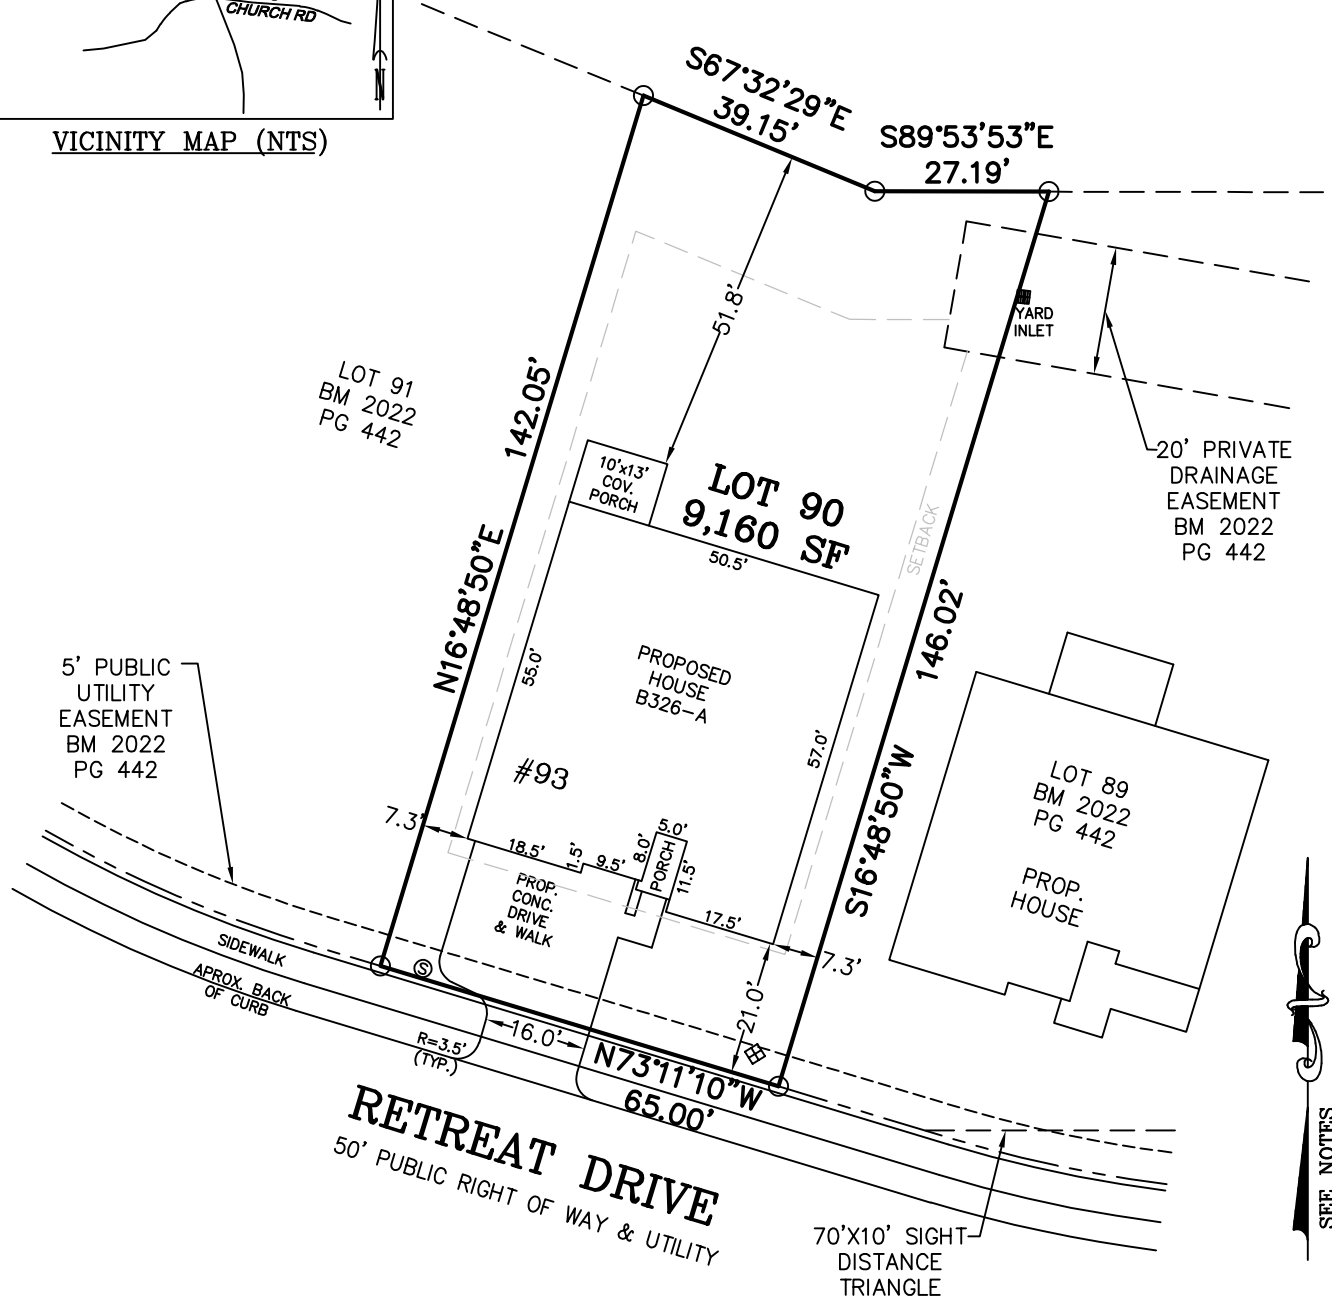 CHURCH RD
N
VICINITY MAP (NTS)
S67°32'29"E
39.15'
S89°53'53"E
27.19'
51.8'
YARD
INLET
142.05'
N16°48'50"E
LOT 91
BM 2022
PG 442
10'x13'
COV.
PORCH
LOT 90
9,160 SF
50.5'
SETBACK
20' PRIVATE
DRAINAGE
EASEMENT
BM 2022
PG 442
146.02'
S16°48'50"W
5' PUBLIC
UTILITY
EASEMENT
BM 2022
PG 442
55.0'
PROPOSED
HOUSE
B326-A
57.0'
#93
LOT 89
BM 2022
PG 442
PROP.
HOUSE
7.3'
18.5'
1.5'
9.5'
8.0'
5.0'
PORCH
11.5'
17.5'
7.3'
PROP.
CONC.
DRIVE
& WALK
21.0'
SIDEWALK
S
APROX. BACK
OF CURB
R=3.5'
(TYP.)
16.0'
N73°11'10"W
65.00'
RETREAT DRIVE
50' PUBLIC RIGHT OF WAY & UTILITY
70'X10' SIGHT
DISTANCE
TRIANGLE
SEE NOTES